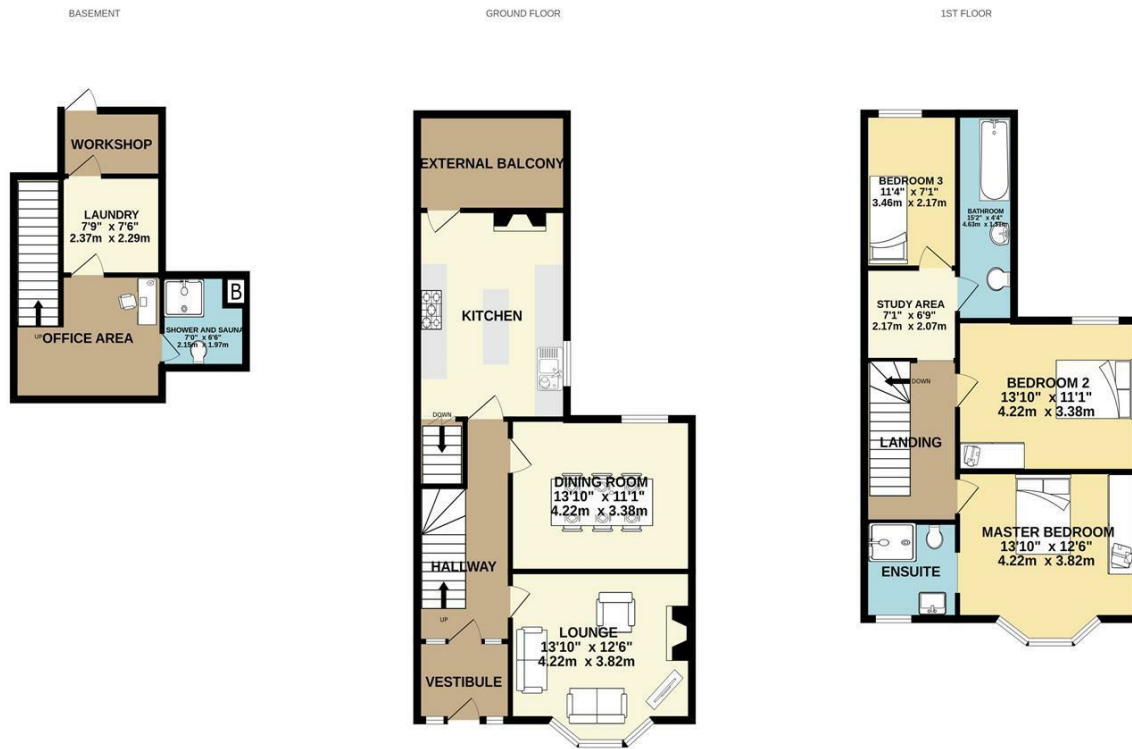 BASEMENT
WORKSHOP
LAUNDRY
7'9" x 7'6"
2.37m x 2.29m
UP
OFFICE AREA
B
SHOWER AND SAUNA
7'0" x 6'6"
2.15m x 1.97m
GROUND FLOOR
EXTERNAL BALCONY
KITCHEN
DOWN
DINING ROOM
13'10" x 11'1"
4.22m x 3.38m
HALLWAY
UP
LOUNGE
13'10" x 12'6"
4.22m x 3.82m
VESTIBULE
1ST FLOOR
BEDROOM 3
11'4" x 7'1"
3.46m x 2.17m
BATHROOM
15'2" x 4'4"
4.63m x
STUDY AREA
7'1" x 6'9"
2.17m x 2.07m
DOWN
BEDROOM 2
13'10" x 11'1"
4.22m x 3.38m
LANDING
MASTER BEDROOM
13'10" x 12'6"
4.22m x 3.82m
ENSUITE